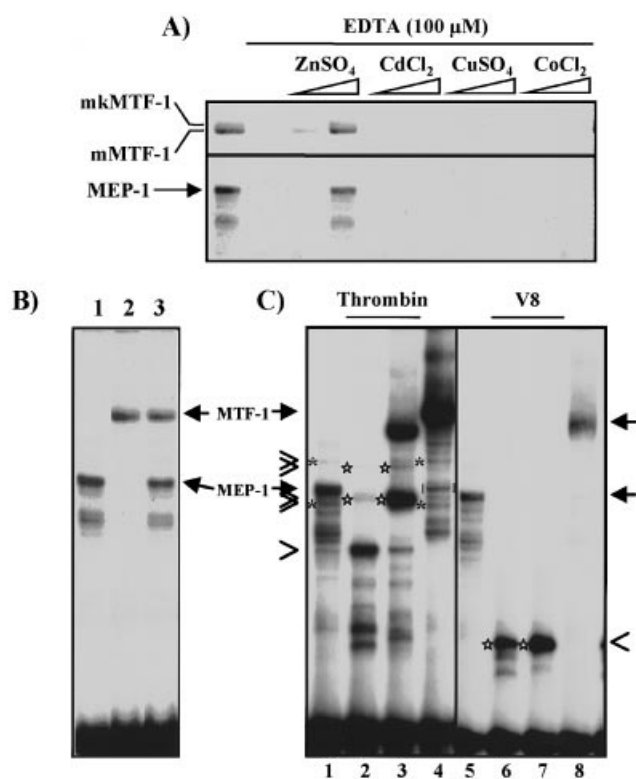 A)
EDTA (100 µM)
ZnSO4 CdCl2 CuSO4 CoCl2
mkMTF-1
mMTF-1
MEP-1
B) 1 2 3
C) Thrombin V8
MTF-1
MEP-1
1 2 3 4 5 6 7 8